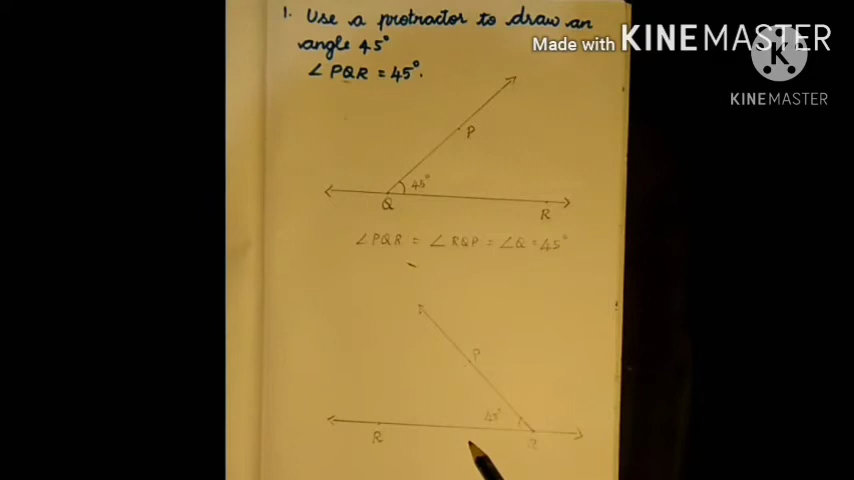 1. Use a protractor to draw an
angle 45°
∠PQR = 45°.
Made with KINEMASTER
K
KINEMASTER
P
45°
Q
R
∠PQR = ∠RQP = ∠Q = 45°
P
45°
R